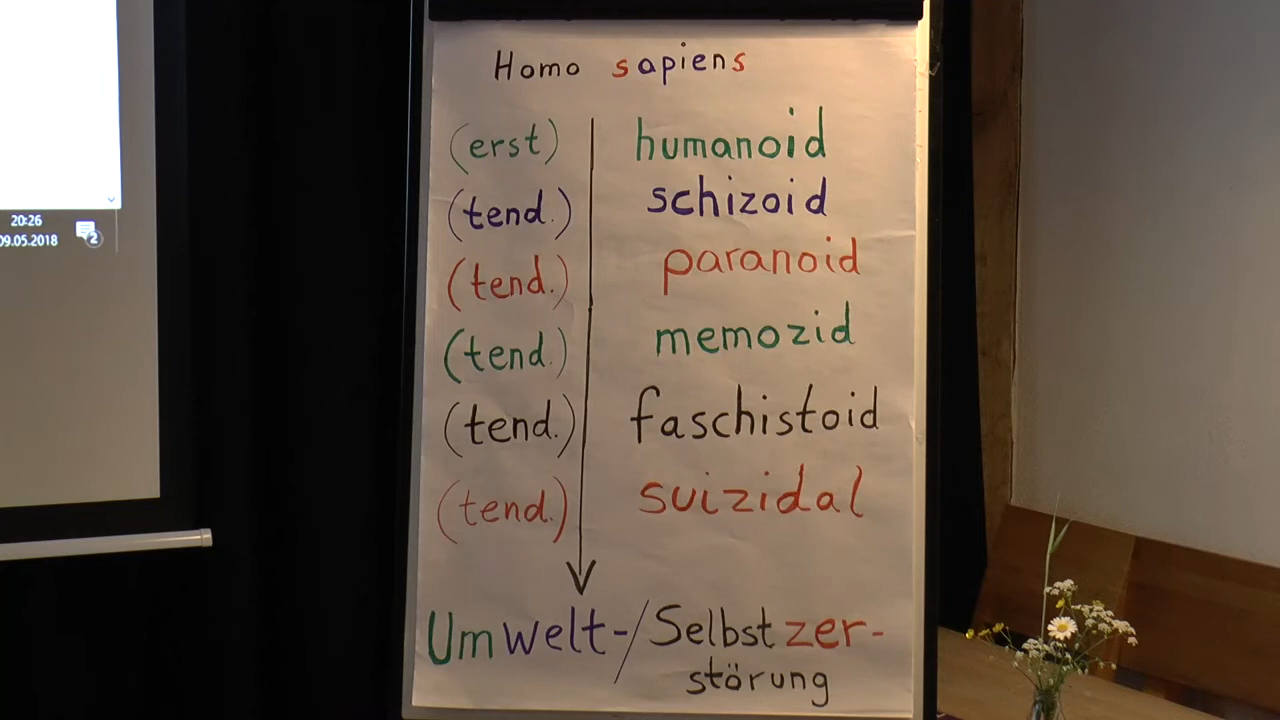 Homo sapiens
(erst) humanoid
(tend.) schizoid
(tend.) paranoid
(tend.) memozid
(tend.) faschistoid
(tend.) suizidal
Umwelt-/Selbstzer-
störung
20:26
09.05.2018
2